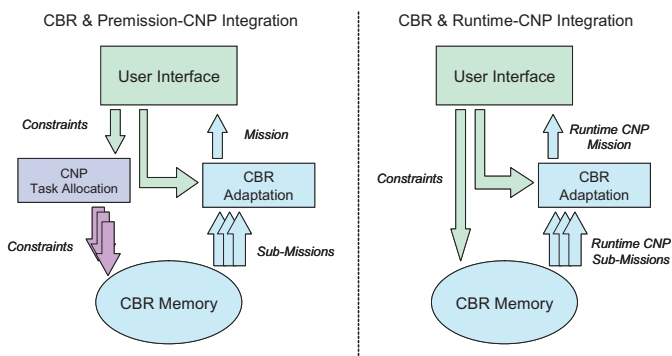 CBR & Premission-CNP Integration
User Interface
Constraints
Mission
CNP
Task Allocation
CBR
Adaptation
Constraints
Sub-Missions
CBR Memory
CBR & Runtime-CNP Integration
User Interface
Runtime CNP
Mission
Constraints
CBR
Adaptation
Runtime CNP
Sub-Missions
CBR Memory